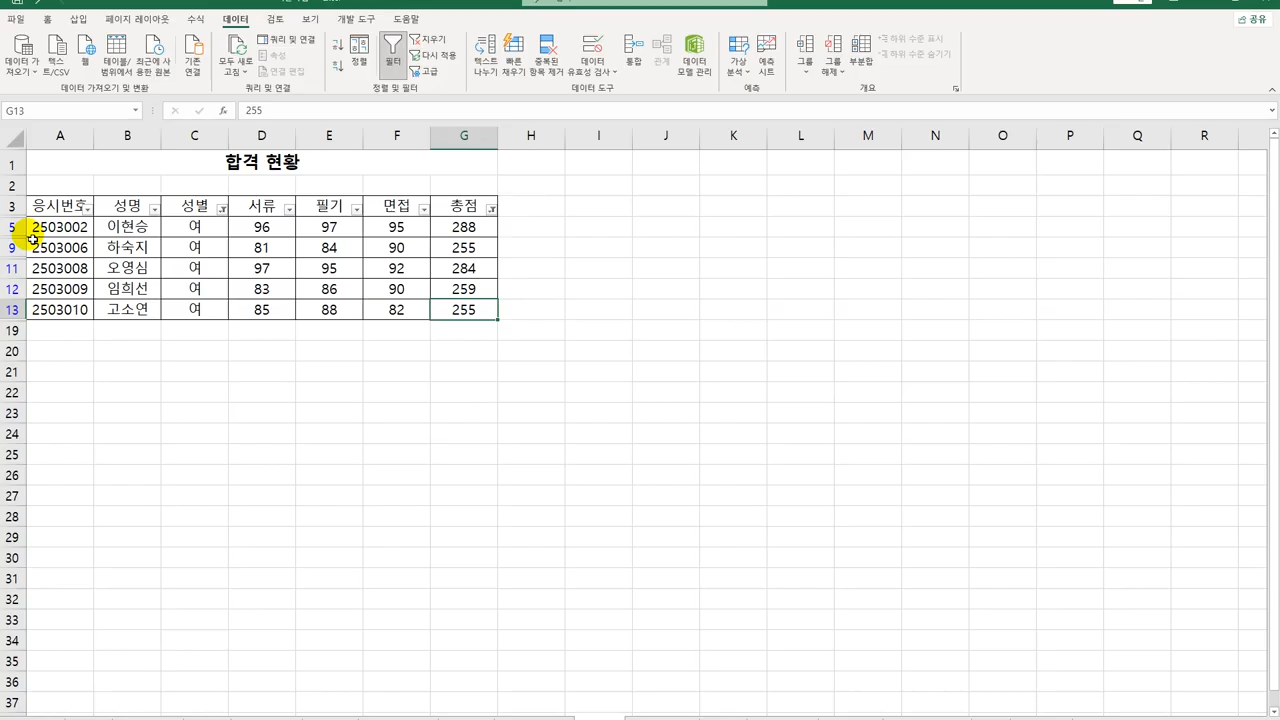 파일 홈 삽입 페이지 레이아웃 수식 데이터 검토 보기 개발 도구 도움말 공유
데이터 가져오기 텍스트/CSV 웹 테이블/범위에서 최근에 사용한 원본 기존 연결 모두 새로 고침 쿼리 및 연결 속성 연결 편집 정렬 필터 지우기 다시 적용 고급 텍스트 나누기 빠른 채우기 중복된 항목 제거 데이터 유효성 검사 통합 관계 데이터 모델 관리 가상 분석 예측 시트 그룹 그룹 해제 부분합 하위 수준 표시 하위 수준 숨기기
데이터 가져오기 및 변환 쿼리 및 연결 정렬 및 필터 데이터 도구 예측 개요
G13 fx 255
A B C D E F G H I J K L M N O P Q R
1 합격 현황
2
3 응시번호 성명 성별 서류 필기 면접 총점
5 2503002 이현승 여 96 97 95 288
9 2503006 하숙지 여 81 84 90 255
11 2503008 오영심 여 97 95 92 284
12 2503009 임희선 여 83 86 90 259
13 2503010 고소연 여 85 88 82 255
19
20
21
22
23
24
25
26
27
28
29
30
31
32
33
34
35
36
37